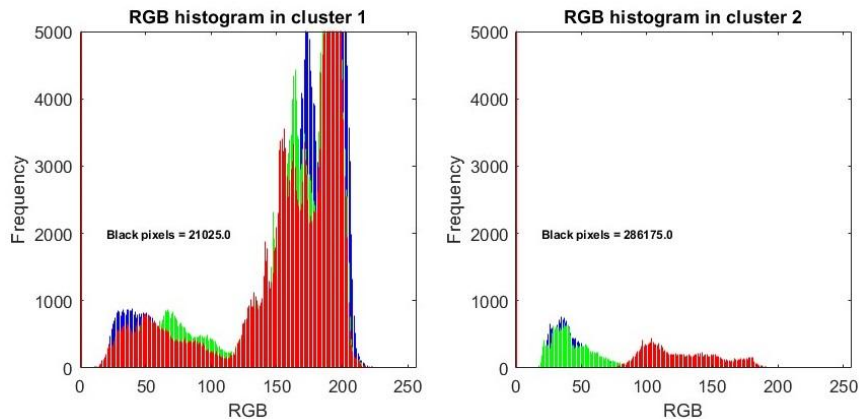 RGB histogram in cluster 1
5000
4000
3000
2000
1000
0
Frequency
Black pixels = 21025.0
0 50 100 150 200 250
RGB
RGB histogram in cluster 2
5000
4000
3000
2000
1000
0
Frequency
Black pixels = 286175.0
0 50 100 150 200 250
RGB